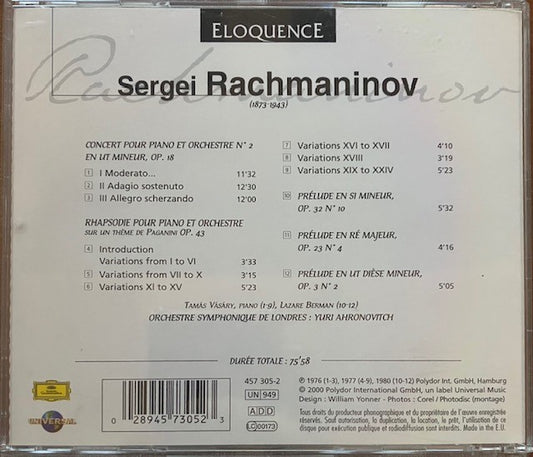 ELOQUENCE
Rachmaninov
Sergei Rachmaninov
(1873-1943)
CONCERT POUR PIANO ET ORCHESTRE N° 2
EN UT MINEUR, OP. 18
1 I Moderato... 11'32
2 II Adagio sostenuto 12'30
3 III Allegro scherzando 12'00
RHAPSODIE POUR PIANO ET ORCHESTRE
SUR UN THÈME DE PAGANINI OP. 43
4 Introduction
Variations from I to VI 3'33
5 Variations from VII to X 3'15
6 Variations XI to XV 5'23
7 Variations XVI to XVII 4'10
8 Variations XVIII 3'19
9 Variations XIX to XXIV 5'23
10 PRÉLUDE EN SI MINEUR,
OP. 32 N° 10 5'32
11 PRÉLUDE EN RÉ MAJEUR,
OP. 23 N° 4 4'16
12 PRÉLUDE EN UT DIÈSE MINEUR,
OP. 3 N° 2 5'05
TAMÁS VÁSÁRY, PIANO (1-9), LAZARE BERMAN (10-12)
ORCHESTRE SYMPHONIQUE DE LONDRES : YURI AHRONOVITCH
DURÉE TOTALE : 75'58
UNIVERSAL
0 28945 73052 3
457 305-2
UN 949
ADD
LC 00173
℗ 1976 (1-3), 1977 (4-9), 1980 (10-12) Polydor Int. GmbH, Hamburg
© 2000 Polydor International GmbH, un label Universal Music
Design : William Yonner - Photos : Corel / Photodisc (montage)
Tous droits du producteur phonographique et du propriétaire de l'œuvre enregistrée
réservés. Sauf autorisation, la duplication, la location, le prêt, l'utilisation de ce
disque pour exécution publique et radiodiffusion sont interdits. Made in the E.U.